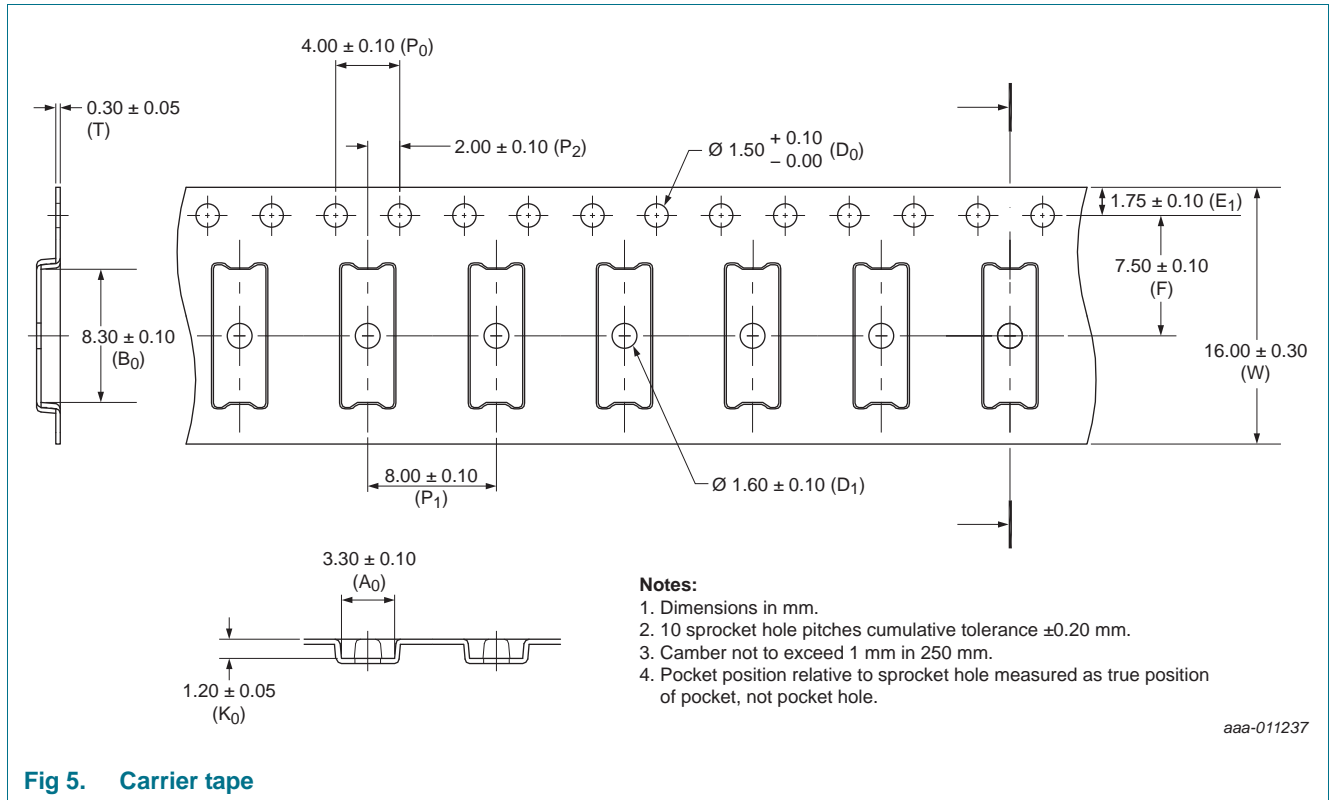 4.00 ± 0.10 (P0)
0.30 ± 0.05
(T)
2.00 ± 0.10 (P2)
Ø 1.50 + 0.10 − 0.00 (D0)
1.75 ± 0.10 (E1)
7.50 ± 0.10
(F)
8.30 ± 0.10
(B0)
16.00 ± 0.30
(W)
8.00 ± 0.10
(P1)
Ø 1.60 ± 0.10 (D1)
3.30 ± 0.10
(A0)
1.20 ± 0.05
(K0)
Notes:
1. Dimensions in mm.
2. 10 sprocket hole pitches cumulative tolerance ±0.20 mm.
3. Camber not to exceed 1 mm in 250 mm.
4. Pocket position relative to sprocket hole measured as true position
of pocket, not pocket hole.
aaa-011237
Fig 5. Carrier tape